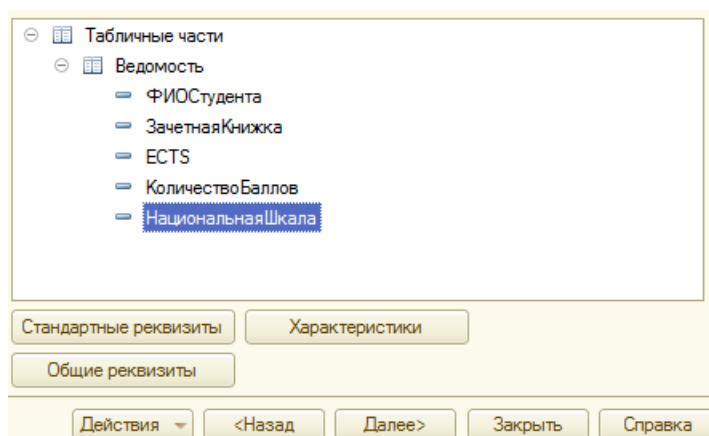 Табличные части
Ведомость
ФИОСтудента
ЗачетнаяКнижка
ECTS
КоличествоБаллов
НациональнаяШкала
Стандартные реквизиты Характеристики
Общие реквизиты
Действия <Назад Далее> Закрыть Справка